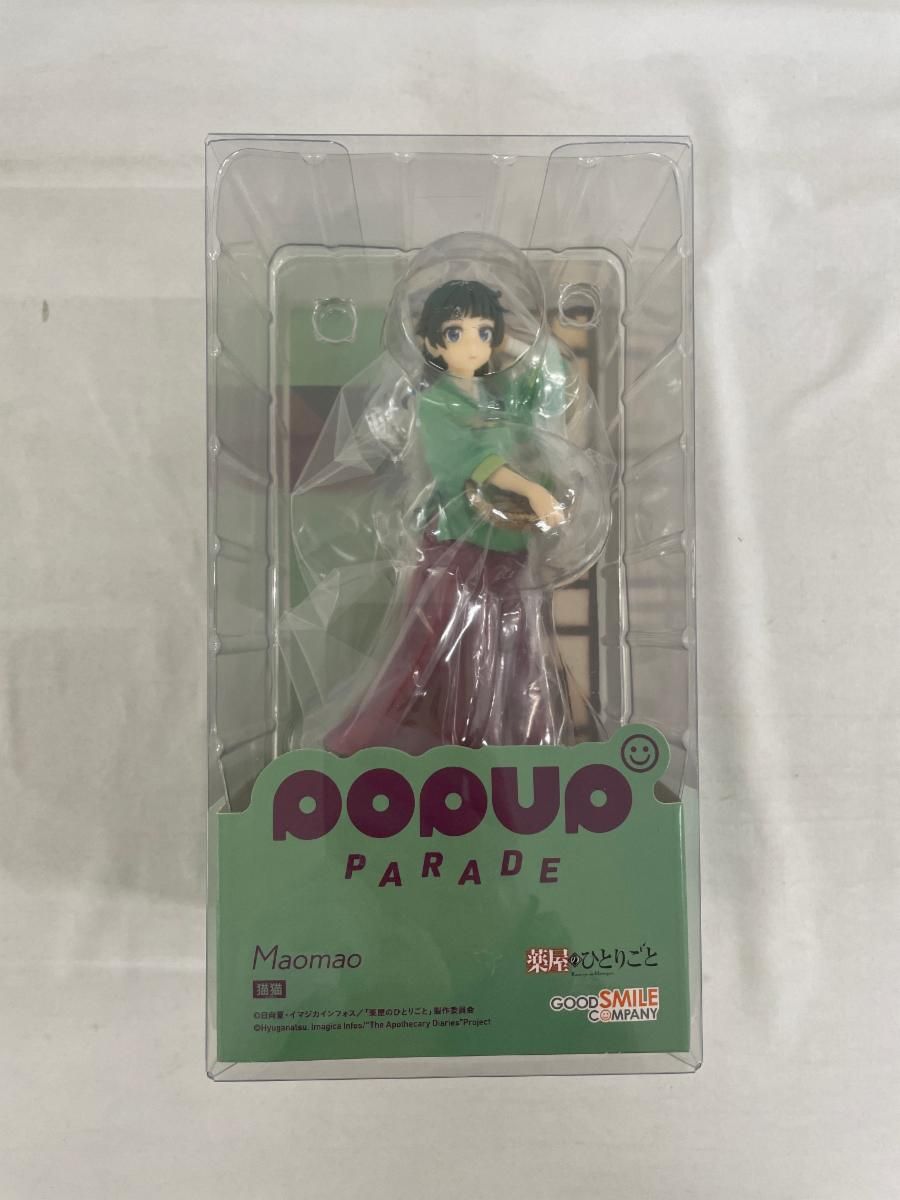 POPUP
PARADE
Maomao
猫猫
薬屋のひとりごと
GOOD SMILE
COMPANY
©日向夏・イマジカインフォス/「薬屋のひとりごと」製作委員会
©Hyuganatsu, Imagica Infos/"The Apothecary Diaries"Project